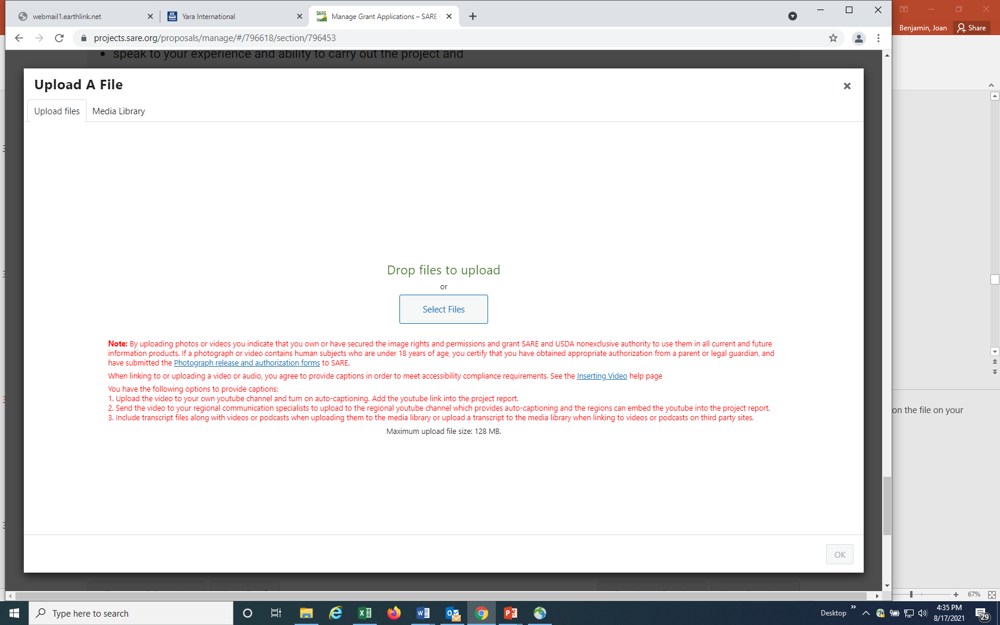 webmail1.earthlink.net
Yara International
SARE
Manage Grant Applications – SARE
projects.sare.org/proposals/manage/#/796618/section/796453
Benjamin, Joan
Share
speak to your experience and ability to carry out the project and
Upload A File
Upload files
Media Library
Drop files to upload
or
Select Files
Note: By uploading photos or videos you indicate that you own or have secured the image rights and permissions and grant SARE and USDA nonexclusive authority to use them in all current and future
information products. If a photograph or video contains human subjects who are under 18 years of age, you certify that you have obtained appropriate authorization from a parent or legal guardian, and
have submitted the Photograph release and authorization forms to SARE.
When linking to or uploading a video or audio, you agree to provide captions in order to meet accessibility compliance requirements. See the Inserting Video help page
You have the following options to provide captions:
1. Upload the video to your own youtube channel and turn on auto-captioning. Add the youtube link into the project report.
2. Send the video to your regional communication specialists to upload to the regional youtube channel which provides auto-captioning and the regions can embed the youtube into the project report.
3. Include transcript files along with videos or podcasts when uploading them to the media library or upload a transcript to the media library when linking to videos or podcasts on third party sites.
Maximum upload file size: 128 MB.
on the file on your
OK
67%
Type here to search
Desktop
4:35 PM
8/17/2021
29